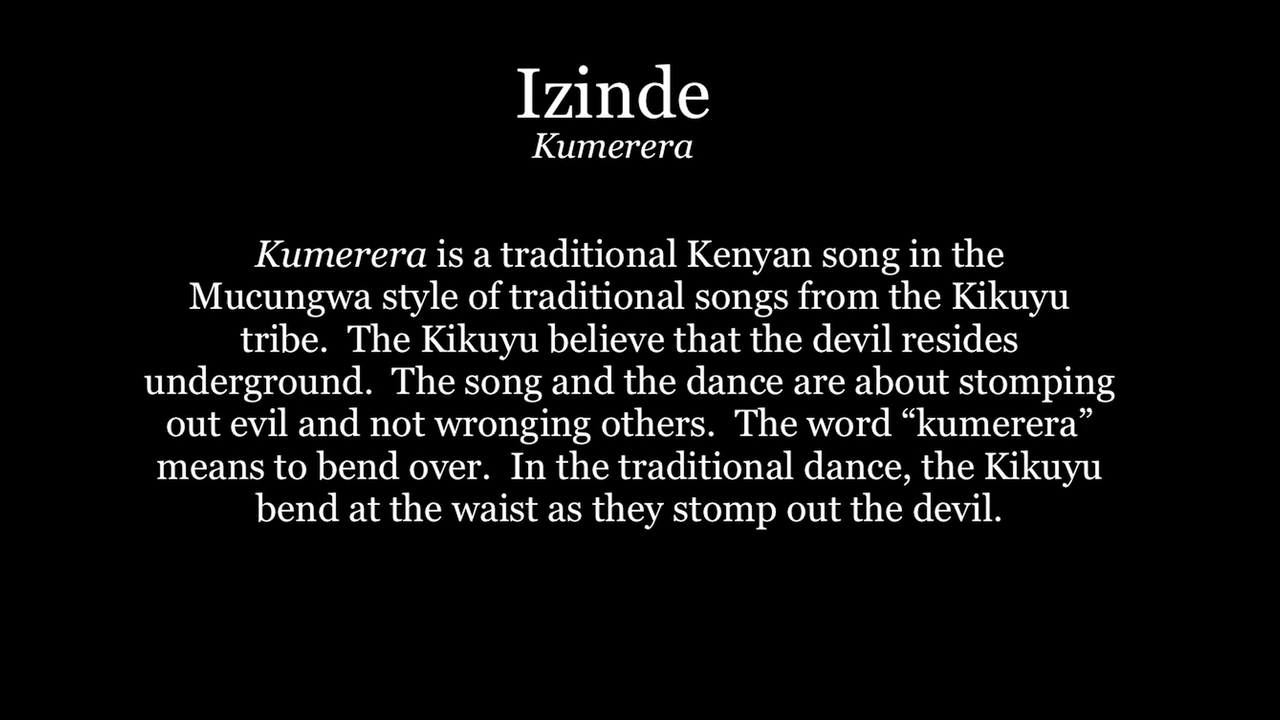 Izinde
Kumerera
Kumerera is a traditional Kenyan song in the
Mucungwa style of traditional songs from the Kikuyu
tribe.  The Kikuyu believe that the devil resides
underground.  The song and the dance are about stomping
out evil and not wronging others.  The word “kumerera”
means to bend over.  In the traditional dance, the Kikuyu
bend at the waist as they stomp out the devil.